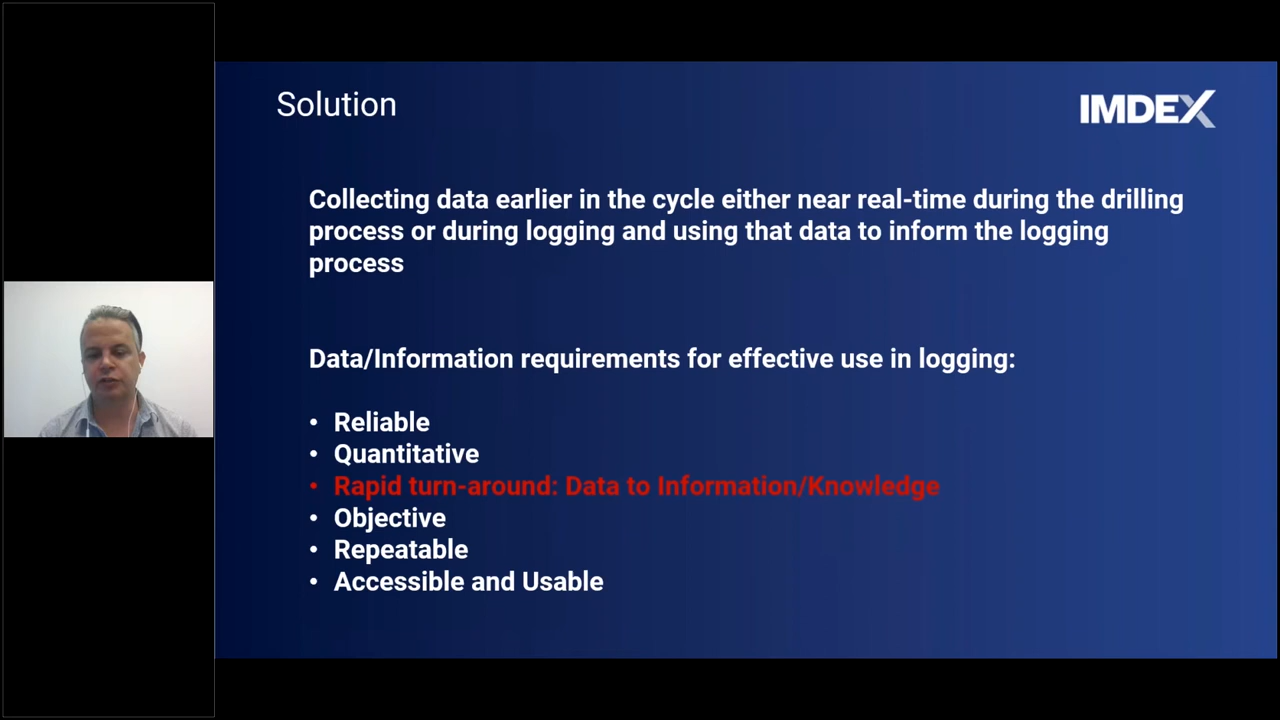 Solution
IMDEX
Collecting data earlier in the cycle either near real-time during the drilling
process or during logging and using that data to inform the logging
process
Data/Information requirements for effective use in logging:
• Reliable
• Quantitative
• Rapid turn-around: Data to Information/Knowledge
• Objective
• Repeatable
• Accessible and Usable